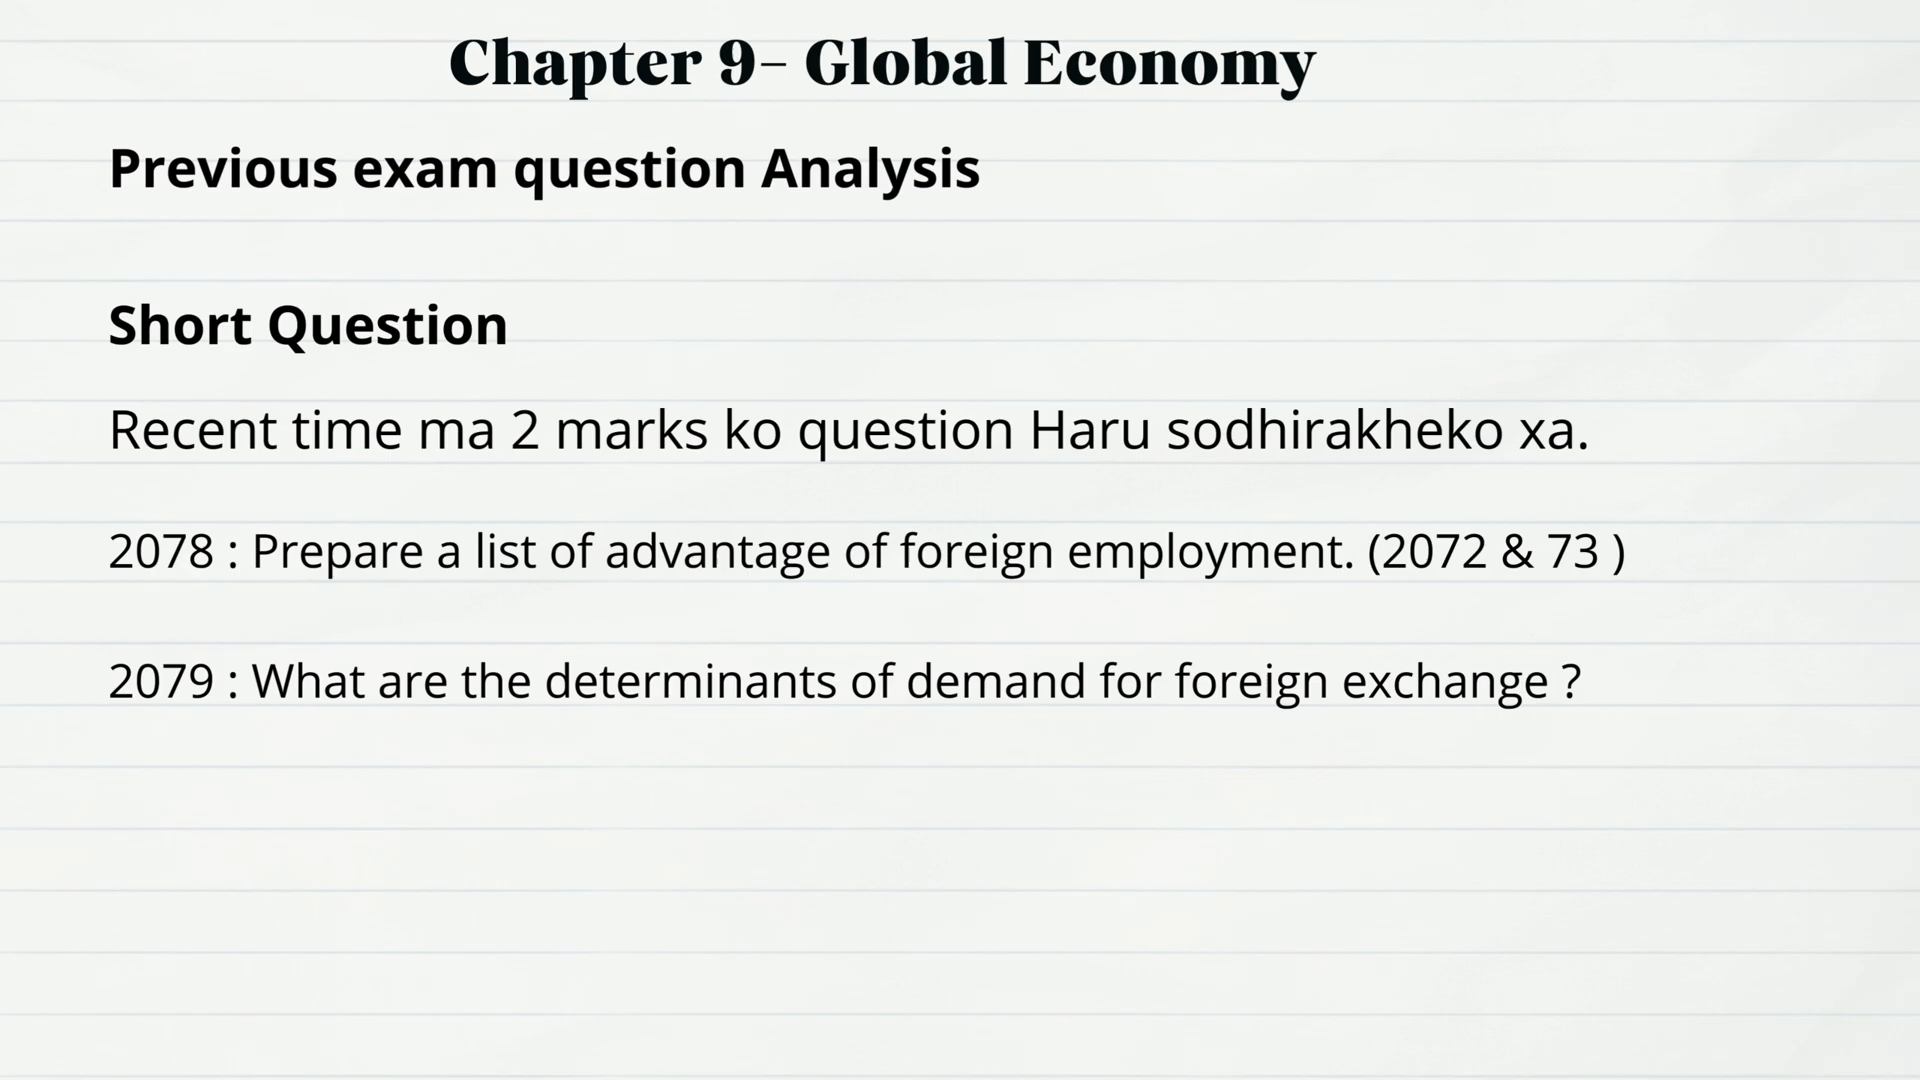 Chapter 9- Global Economy
Previous exam question Analysis
Short Question
Recent time ma 2 marks ko question Haru sodhirakheko xa.
2078 : Prepare a list of advantage of foreign employment. (2072 & 73 )
2079 : What are the determinants of demand for foreign exchange ?